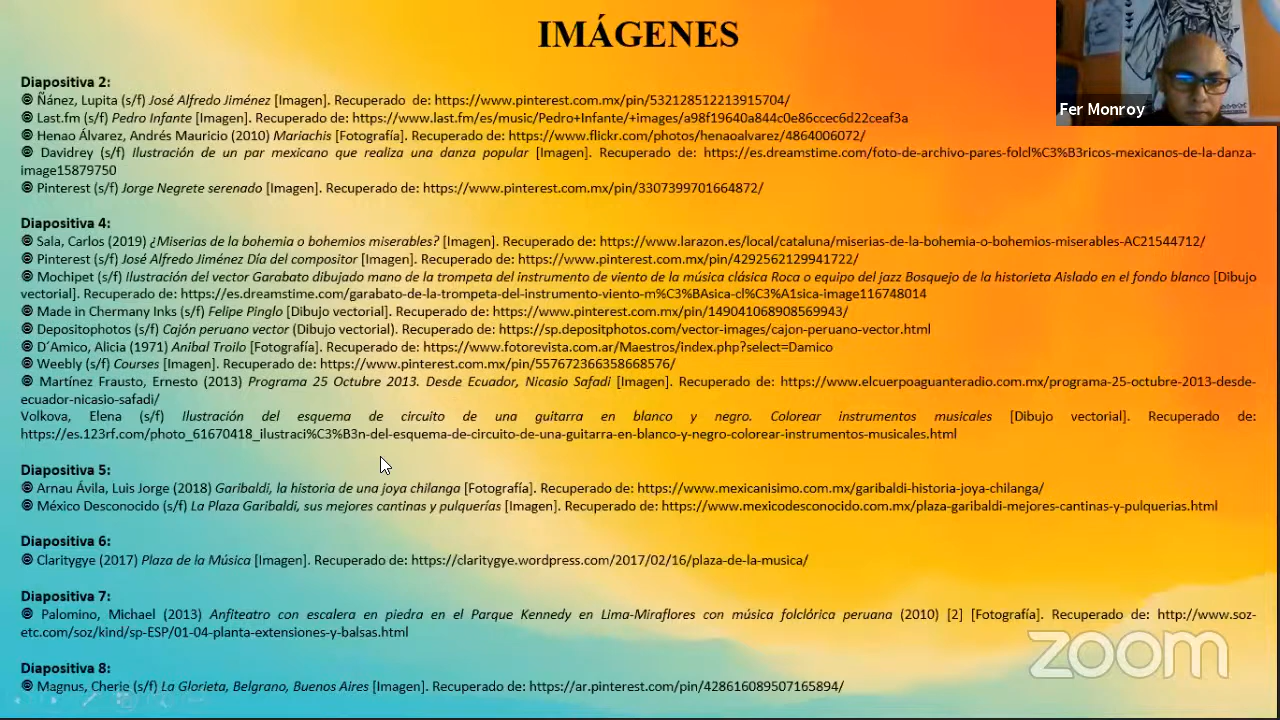 IMÁGENES
Fer Monroy
Diapositiva 2:
Ñánez, Lupita (s/f) José Alfredo Jiménez [Imagen]. Recuperado de: https://www.pinterest.com.mx/pin/532128512213915704/
Last.fm (s/f) Pedro Infante [Imagen]. Recuperado de: https://www.last.fm/es/music/Pedro+Infante/+images/a98f19640a844c0e86ccec6d22ceaf3a
Henao Álvarez, Andrés Mauricio (2010) Mariachis [Fotografía]. Recuperado de: https://www.flickr.com/photos/henaoalvarez/4864006072/
Davidrey (s/f) Ilustración de un par mexicano que realiza una danza popular [Imagen]. Recuperado de: https://es.dreamstime.com/foto-de-archivo-pares-folcl%C3%B3ricos-mexicanos-de-la-danza-
image15879750
Pinterest (s/f) Jorge Negrete serenado [Imagen]. Recuperado de: https://www.pinterest.com.mx/pin/3307399701664872/
Diapositiva 4:
Sala, Carlos (2019) ¿Miserias de la bohemia o bohemios miserables? [Imagen]. Recuperado de: https://www.larazon.es/local/cataluna/miserias-de-la-bohemia-o-bohemios-miserables-AC21544712/
Pinterest (s/f) José Alfredo Jiménez Día del compositor [Imagen]. Recuperado de: https://www.pinterest.com.mx/pin/4292562129941722/
Mochipet (s/f) Ilustración del vector Garabato dibujado mano de la trompeta del instrumento de viento de la música clásica Roca o equipo del jazz Bosquejo de la historieta Aislado en el fondo blanco [Dibujo
vectorial]. Recuperado de: https://es.dreamstime.com/garabato-de-la-trompeta-del-instrumento-viento-m%C3%BAsica-cl%C3%A1sica-image116748014
Made in Chermany Inks (s/f) Felipe Pinglo [Dibujo vectorial]. Recuperado de: https://www.pinterest.com.mx/pin/149041068908569943/
Depositophotos (s/f) Cajón peruano vector (Dibujo vectorial). Recuperado de: https://sp.depositphotos.com/vector-images/cajon-peruano-vector.html
D´Amico, Alicia (1971) Aníbal Troilo [Fotografía]. Recuperado de: https://www.fotorevista.com.ar/Maestros/index.php?select=Damico
Weebly (s/f) Courses [Imagen]. Recuperado de: https://www.pinterest.com.mx/pin/557672366358668576/
Martínez Frausto, Ernesto (2013) Programa 25 Octubre 2013. Desde Ecuador, Nicasio Safadi [Imagen]. Recuperado de: https://www.elcuerpoaguanteradio.com.mx/programa-25-octubre-2013-desde-
ecuador-nicasio-safadi/
Volkova, Elena (s/f) Ilustración del esquema de circuito de una guitarra en blanco y negro. Colorear instrumentos musicales [Dibujo vectorial]. Recuperado de:
https://es.123rf.com/photo_61670418_ilustraci%C3%B3n-del-esquema-de-circuito-de-una-guitarra-en-blanco-y-negro-colorear-instrumentos-musicales.html
Diapositiva 5:
Arnau Ávila, Luis Jorge (2018) Garibaldi, la historia de una joya chilanga [Fotografía]. Recuperado de: https://www.mexicanisimo.com.mx/garibaldi-historia-joya-chilanga/
México Desconocido (s/f) La Plaza Garibaldi, sus mejores cantinas y pulquerías [Imagen]. Recuperado de: https://www.mexicodesconocido.com.mx/plaza-garibaldi-mejores-cantinas-y-pulquerias.html
Diapositiva 6:
Claritygye (2017) Plaza de la Música [Imagen]. Recuperado de: https://claritygye.wordpress.com/2017/02/16/plaza-de-la-musica/
Diapositiva 7:
Palomino, Michael (2013) Anfiteatro con escalera en piedra en el Parque Kennedy en Lima-Miraflores con música folclórica peruana (2010) [2] [Fotografía]. Recuperado de: http://www.soz-
etc.com/soz/kind/sp-ESP/01-04-planta-extensiones-y-balsas.html
Diapositiva 8:
Magnus, Cherie (s/f) La Glorieta, Belgrano, Buenos Aires [Imagen]. Recuperado de: https://ar.pinterest.com/pin/428616089507165894/
zoom